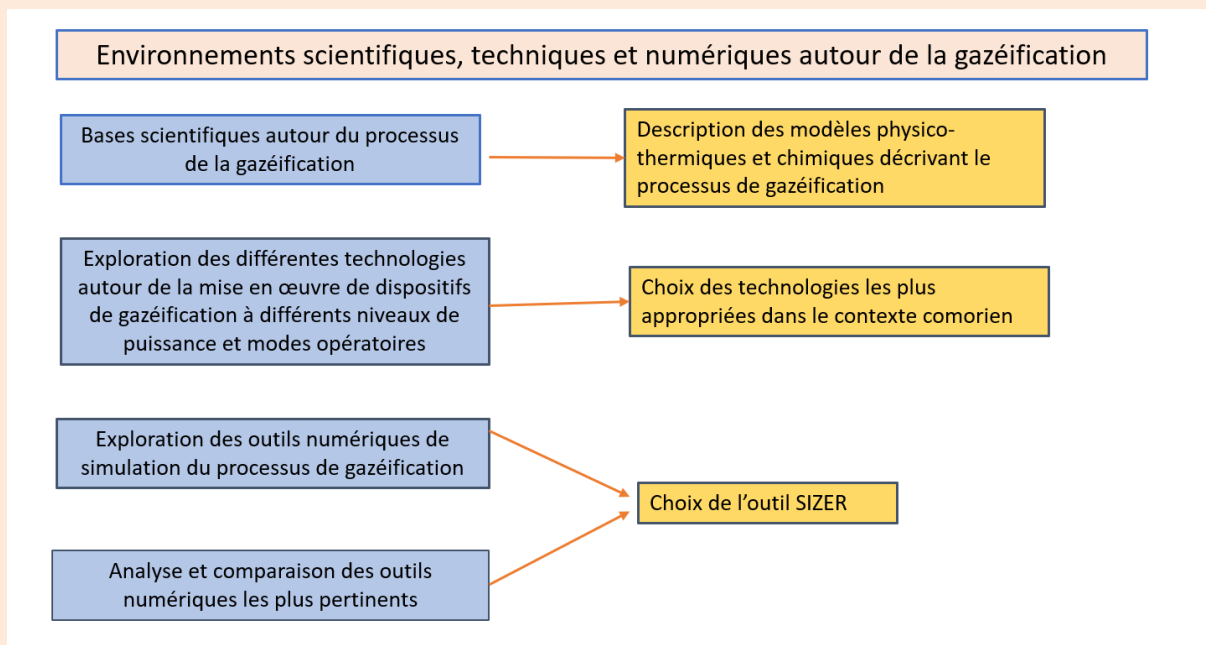 Environnements scientifiques, techniques et numériques autour de la gazéification
Bases scientifiques autour du processus
de la gazéification
Description des modèles physico-
thermiques et chimiques décrivant le
processus de gazéification
Exploration des différentes technologies
autour de la mise en œuvre de dispositifs
de gazéification à différents niveaux de
puissance et modes opératoires
Choix des technologies les plus
appropriées dans le contexte comorien
Exploration des outils numériques de
simulation du processus de gazéification
Choix de l’outil SIZER
Analyse et comparaison des outils
numériques les plus pertinents